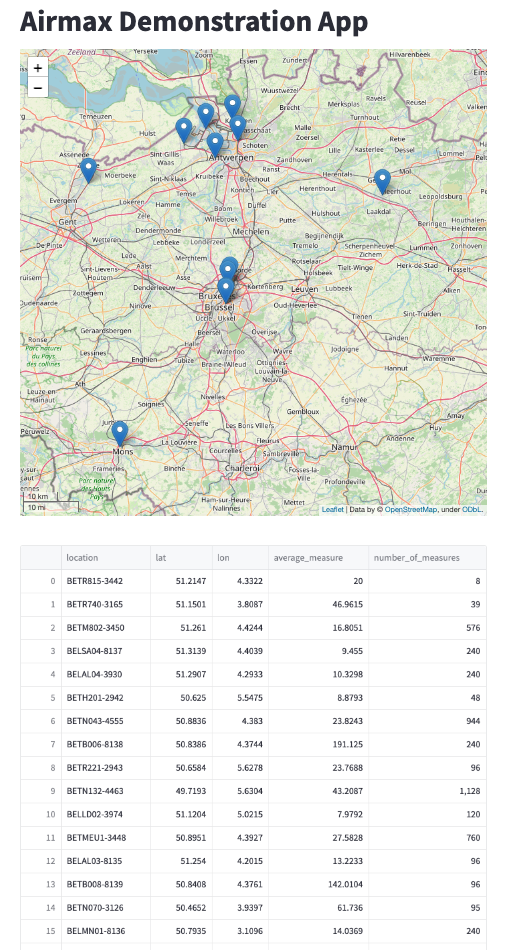 Airmax Demonstration App
+
−
Zeeland
Yerseke
Zoom
Essen
Zundert
Hilvarenbeek
Terneuzen
Wuustwezel
Brecht
Merksplas
Ravels
Reusel
Turnhout
Hulst
Malle
Zoersel
Retie
Dessel
Lommel
Schoten
Lille
Kasterlee
Assenede
Sint-Gillis
Waas
Antwerpen
Zandhoven
Ranst
Herentals
Mol
Moerbeke
Sint-Niklaas
Kruibeke
Boechout
Herenthout
Leopoldsburg
Evergem
Lokeren
Temse
Kontich
Lier
Laakdal
Gent
Zele
Hamme
Boom
Duffel
Willebroek
Putte
Hulshout
Beringen
Houthalen-
Helchteren
De Pinte
Wetteren
Dendermonde
Lebbeke
Londerzeel
Mechelen
Begijnendijk
Tremelo
Scherpenheuvel
Zichem
Lummen
Zonhoven
Merchtem
Rotselaar
Tielt-Winge
Herk-de-Stad
Hasselt
Sint-Lievens-
Houtem
Aalst
Asse
Holsbeek
Zottegem
Denderleeuw
Kortenberg
Leuven
Lubbeek
Alken
Oudenaarde
Ninove
Brussel
Oud-Heverlee
Tienen
Sint-Truiden
Uccle
Ukkel
Geraardsbergen
Beersel
Overijse
Landen
Ronse
Halle
Parc naturel
du Pays
des collines
Lessines
Enghien
Tubize
Waterloo
Wavre
Jodoigne
Hannut
Waremme
Braine-l'Alleud
Ottignies-
Louvain-la-
Neuve
Ath
Leuze-en-
Hainaut
Soignies
Nivelles
Gembloux
Éghezée
Amay
Péruwelz
Seneffe
Les Bons Villers
Huy
Mons
La Louvière
Courcelles
Fleurus
Sambreville
Namur
Andenne
Frameries
Binche
Charleroi
Fosses-la-
Ville
Profondeville
Parc naturel
des Hauts
Pays
Ham-sur-Heure-
Nalinnes
Mettet
10 km
10 mi
Leaflet | Data by © OpenStreetMap, under ODbL.
location lat lon average_measure number_of_measures
0 BETR815-3442 51.2147 4.3322 20 8
1 BETR740-3165 51.1501 3.8087 46.9615 39
2 BETM802-3450 51.261 4.4244 16.8051 576
3 BELSA04-8137 51.3139 4.4039 9.455 240
4 BELAL04-3930 51.2907 4.2933 10.3298 240
5 BETH201-2942 50.625 5.5475 8.8793 48
6 BETN043-4555 50.8836 4.383 23.8243 944
7 BETB006-8138 50.8386 4.3744 191.125 240
8 BETR221-2943 50.6584 5.6278 23.7688 96
9 BETN132-4463 49.7193 5.6304 43.2087 1,128
10 BELLD02-3974 51.1204 5.0215 7.9792 120
11 BETMEU1-3448 50.8951 4.3927 27.5828 760
12 BELAL03-8135 51.254 4.2015 13.2233 96
13 BETB008-8139 50.8408 4.3761 142.0104 96
14 BETN070-3126 50.4652 3.9397 61.736 95
15 BELMN01-8136 50.7935 3.1096 14.0369 240